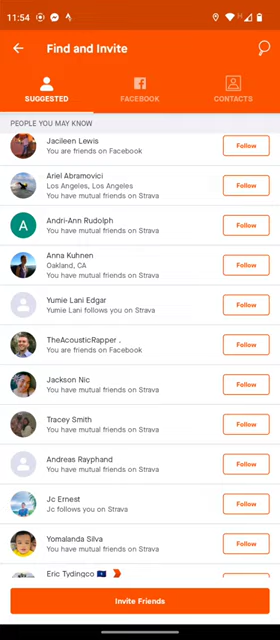 11:54
Find and Invite
SUGGESTED
FACEBOOK
CONTACTS
PEOPLE YOU MAY KNOW
Jacileen Lewis
You are friends on Facebook
Follow
Ariel Abramovici
Los Angeles, Los Angeles
You have mutual friends on Strava
Follow
A
Andri-Ann Rudolph
You have mutual friends on Strava
Follow
Anna Kuhnen
Oakland, CA
You have mutual friends on Strava
Follow
Yumie Lani Edgar
Yumie Lani follows you on Strava
Follow
TheAcousticRapper .
You are friends on Facebook
Follow
Jackson Nic
You have mutual friends on Strava
Follow
Tracey Smith
You have mutual friends on Strava
Follow
Andreas Rayphand
You have mutual friends on Strava
Follow
Jc Ernest
Jc follows you on Strava
Follow
Yomalanda Silva
You have mutual friends on Strava
Follow
Eric Tydingco
Invite Friends